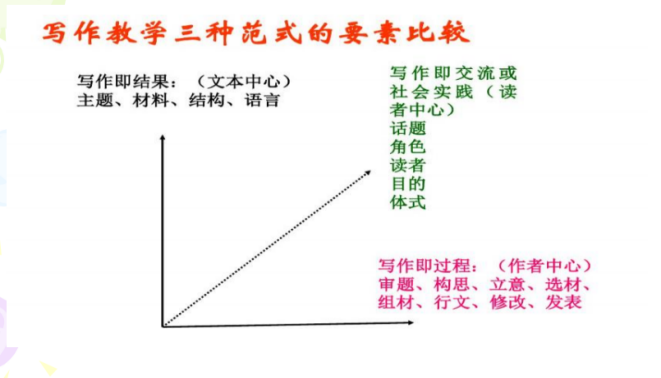 写作教学三种范式的要素比较
写作即结果：（文本中心）
主题、材料、结构、语言
写作即交流或
社会实践（读
者中心）
话题
角色
读者
目的
体式
写作即过程：（作者中心）
审题、构思、立意、选材、
组材、行文、修改、发表